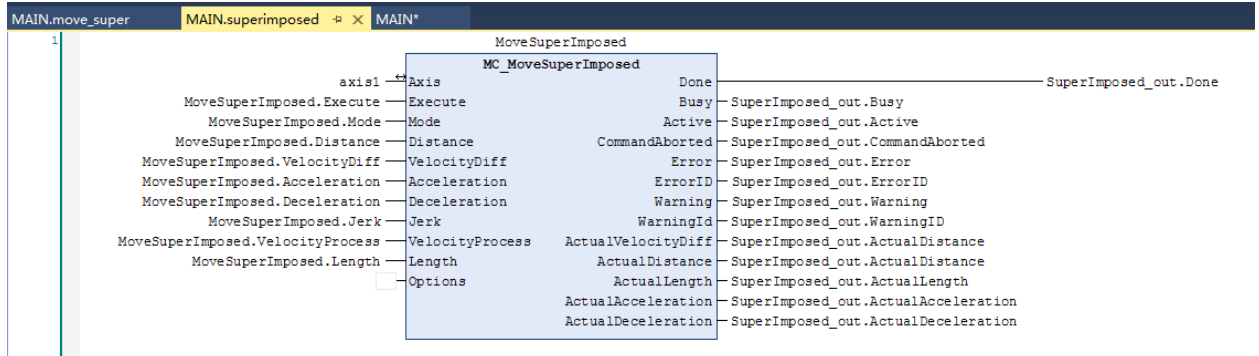 MAIN.move_super MAIN.superimposed MAIN*
1 MoveSuperImposed
MC_MoveSuperImposed
axis1 Axis Done SuperImposed_out.Done
MoveSuperImposed.Execute Execute Busy SuperImposed_out.Busy
MoveSuperImposed.Mode Mode Active SuperImposed_out.Active
MoveSuperImposed.Distance Distance CommandAborted SuperImposed_out.CommandAborted
MoveSuperImposed.VelocityDiff VelocityDiff Error SuperImposed_out.Error
MoveSuperImposed.Acceleration Acceleration ErrorID SuperImposed_out.ErrorID
MoveSuperImposed.Deceleration Deceleration Warning SuperImposed_out.Warning
MoveSuperImposed.Jerk Jerk WarningId SuperImposed_out.WarningID
MoveSuperImposed.VelocityProcess VelocityProcess ActualVelocityDiff SuperImposed_out.ActualDistance
MoveSuperImposed.Length Length ActualDistance SuperImposed_out.ActualDistance
Options ActualLength SuperImposed_out.ActualLength
ActualAcceleration SuperImposed_out.ActualAcceleration
ActualDeceleration SuperImposed_out.ActualDeceleration